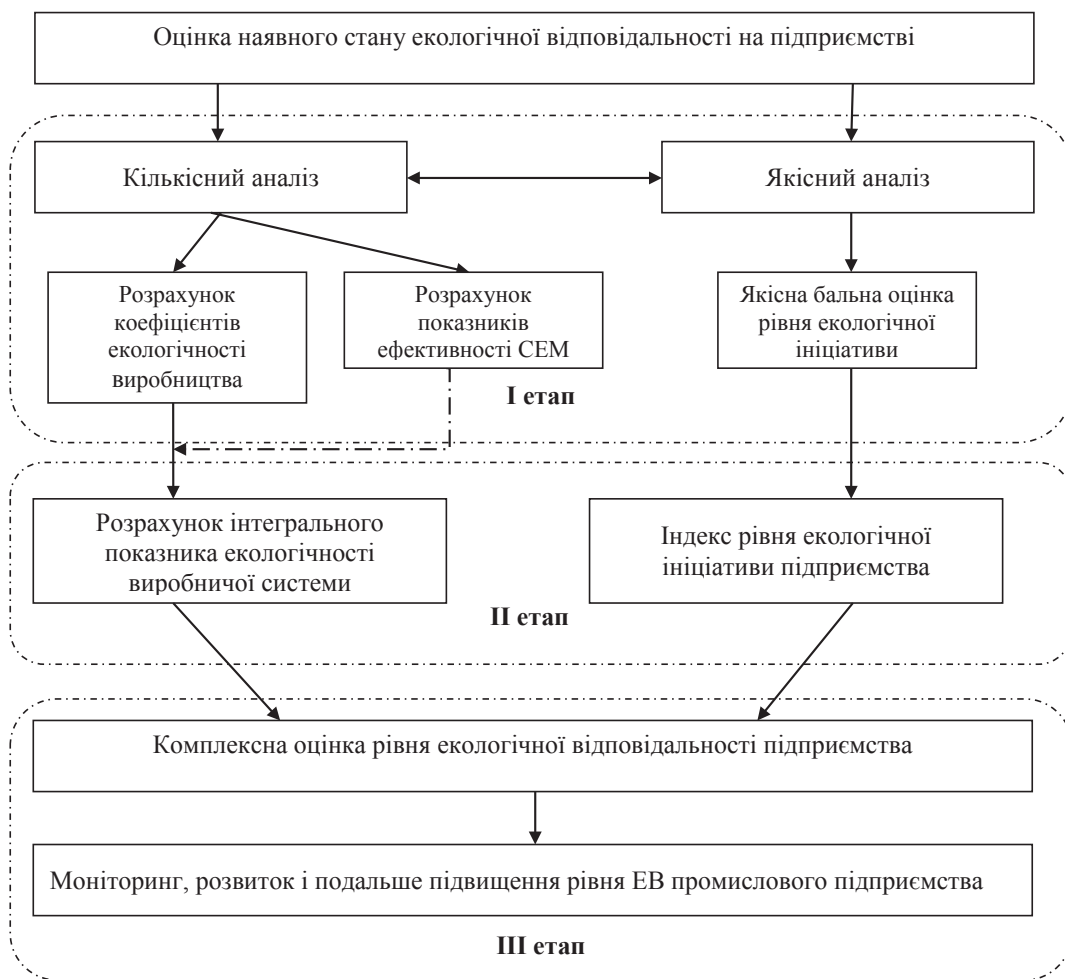 Оцінка наявного стану екологічної відповідальності на підприємстві
Кількісний аналіз
Якісний аналіз
Розрахунок
коефіцієнтів
екологічності
виробництва
Розрахунок
показників
ефективності СЕМ
Якісна бальна оцінка
рівня екологічної
ініціативи
І етап
Розрахунок інтегрального
показника екологічності
виробничої системи
Індекс рівня екологічної
ініціативи підприємства
ІІ етап
Комплексна оцінка рівня екологічної відповідальності підприємства
Моніторинг, розвиток і подальше підвищення рівня ЕВ промислового підприємства
ІІІ етап